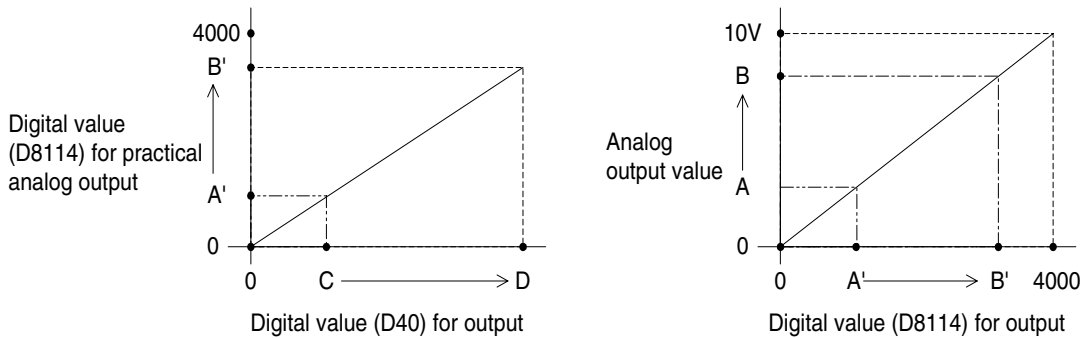 4000
B'
Digital value
(D8114) for practical
analog output
A'
0
0
C
D
Digital value (D40) for output
10V
B
Analog
output value
A
0
0
A'
B'
4000
Digital value (D8114) for output